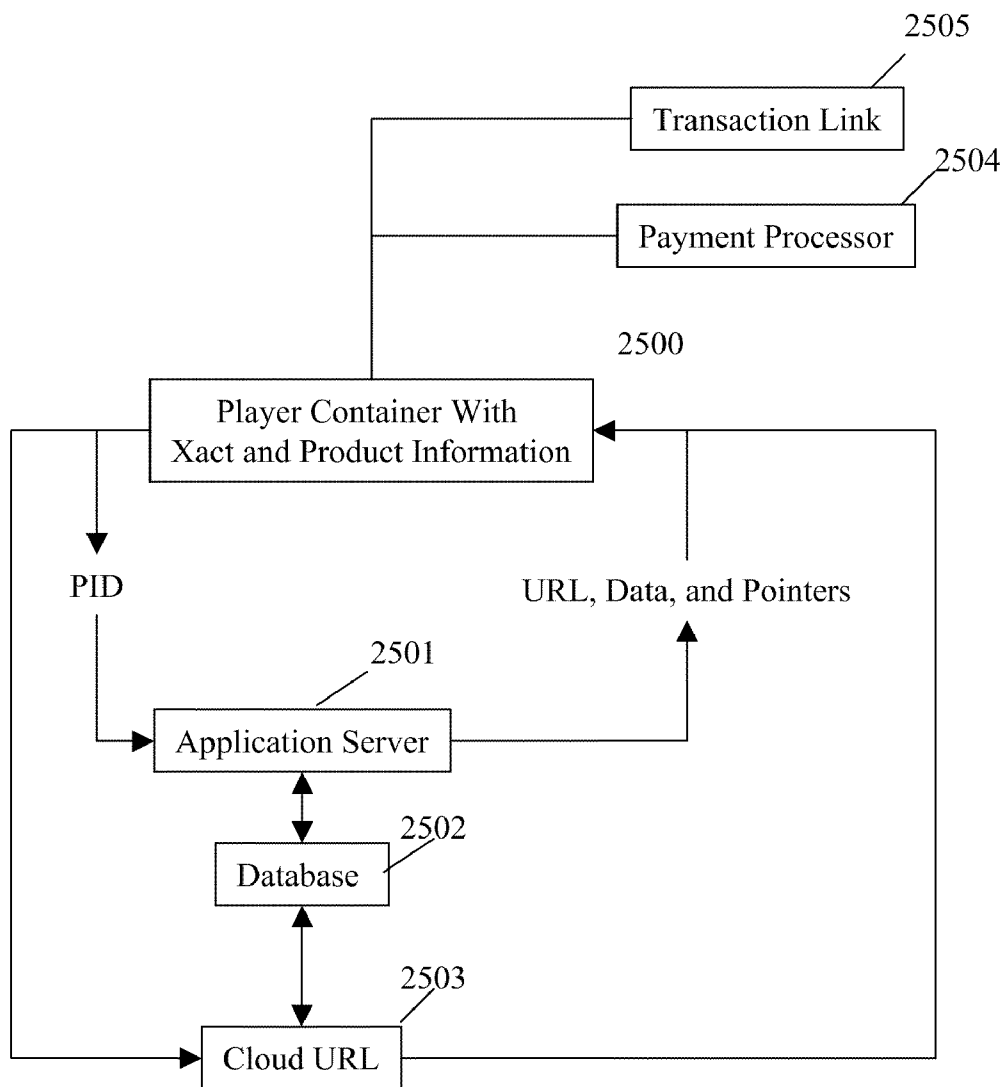 2505
Transaction Link
2504
Payment Processor
2500
Player Container With
Xact and Product Information
PID
URL, Data, and Pointers
2501
Application Server
2502
Database
2503
Cloud URL